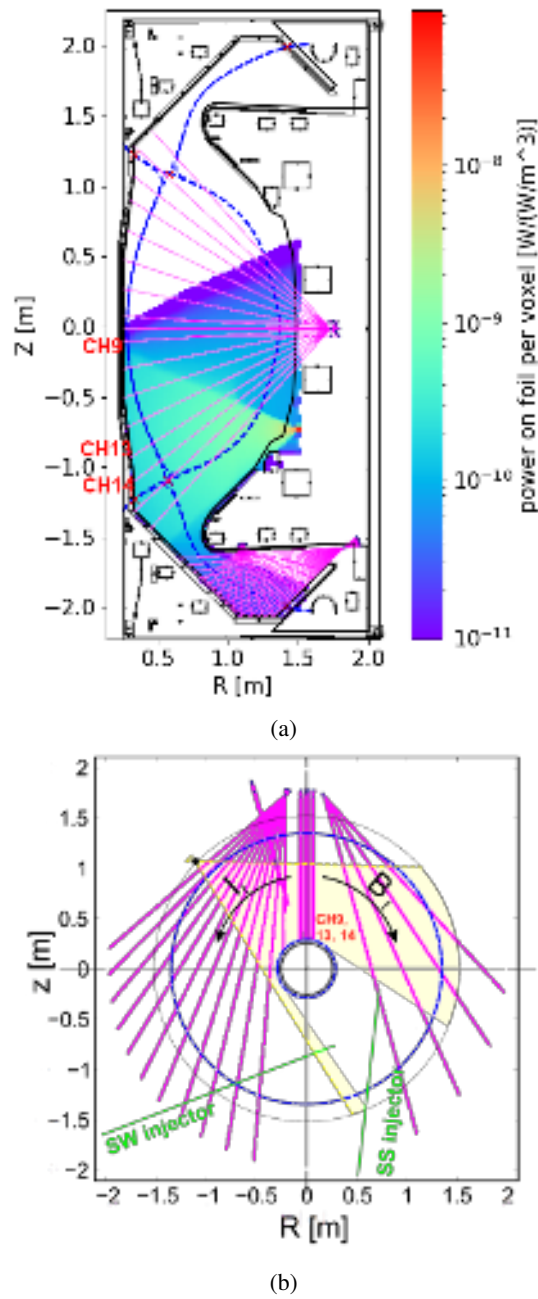 2.0
1.5
1.0
0.5
0.0
−0.5
−1.0
−1.5
−2.0
Z [m]
CH9
CH13
CH14
0.5 1.0 1.5 2.0
R [m]
10⁻⁸
10⁻⁹
10⁻¹⁰
10⁻¹¹
power on foil per voxel [W/(W/m^3)]
(a)
2
1.5
1
0.5
0
−0.5
−1
−1.5
−2
Z [m]
I
B
CH9,
13, 14
SW injector
SS injector
−2 −1.5 −1 −0.5 0 0.5 1 1.5 2
R [m]
(b)